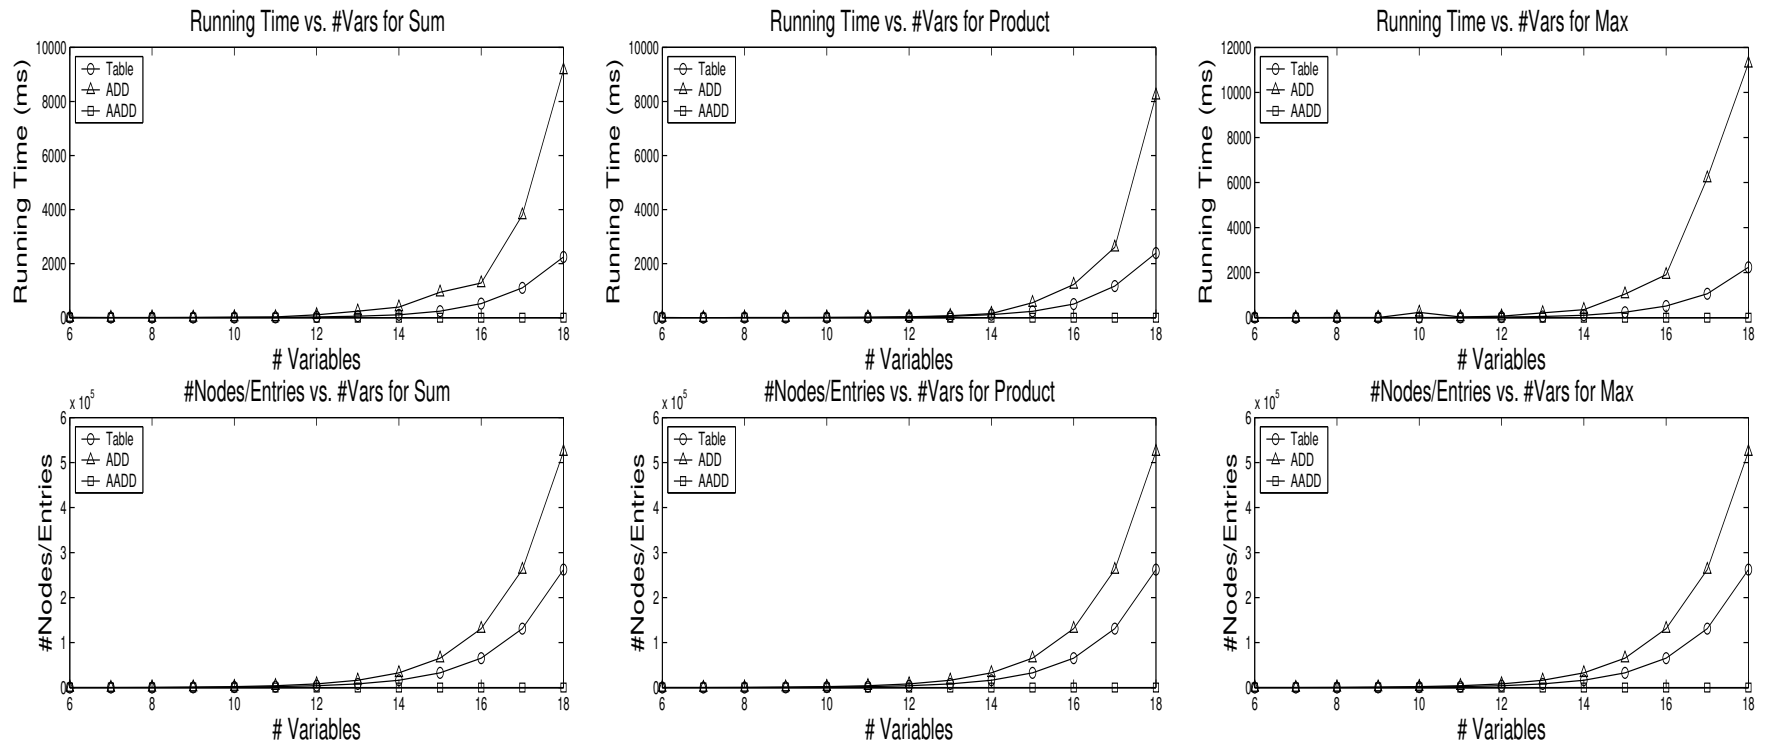 Running Time vs. #Vars for Sum
Running Time (ms)
10000
8000
6000
4000
2000
0
Table
ADD
AADD
6 8 10 12 14 16 18
# Variables
Running Time vs. #Vars for Product
Running Time (ms)
10000
8000
6000
4000
2000
0
Table
ADD
AADD
6 8 10 12 14 16 18
# Variables
Running Time vs. #Vars for Max
Running Time (ms)
12000
10000
8000
6000
4000
2000
0
Table
ADD
AADD
6 8 10 12 14 16 18
# Variables
#Nodes/Entries vs. #Vars for Sum
x 10^5
#Nodes/Entries
6
5
4
3
2
1
0
Table
ADD
AADD
6 8 10 12 14 16 18
# Variables
#Nodes/Entries vs. #Vars for Product
x 10^5
#Nodes/Entries
6
5
4
3
2
1
0
Table
ADD
AADD
6 8 10 12 14 16 18
# Variables
#Nodes/Entries vs. #Vars for Max
x 10^5
#Nodes/Entries
6
5
4
3
2
1
0
Table
ADD
AADD
6 8 10 12 14 16 18
# Variables